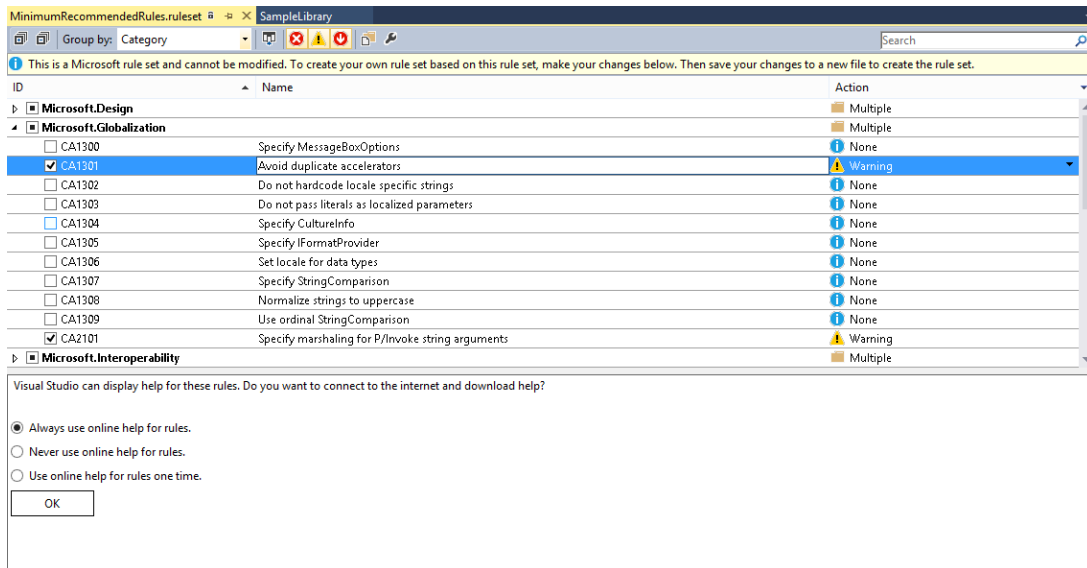 MinimumRecommendedRules.ruleset SampleLibrary
Group by: Category Search
This is a Microsoft rule set and cannot be modified. To create your own rule set based on this rule set, make your changes below. Then save your changes to a new file to create the rule set.
ID Name Action
Microsoft.Design Multiple
Microsoft.Globalization Multiple
CA1300 Specify MessageBoxOptions None
CA1301 Avoid duplicate accelerators Warning
CA1302 Do not hardcode locale specific strings None
CA1303 Do not pass literals as localized parameters None
CA1304 Specify CultureInfo None
CA1305 Specify IFormatProvider None
CA1306 Set locale for data types None
CA1307 Specify StringComparison None
CA1308 Normalize strings to uppercase None
CA1309 Use ordinal StringComparison None
CA2101 Specify marshaling for P/Invoke string arguments Warning
Microsoft.Interoperability Multiple
Visual Studio can display help for these rules. Do you want to connect to the internet and download help?
Always use online help for rules.
Never use online help for rules.
Use online help for rules one time.
OK